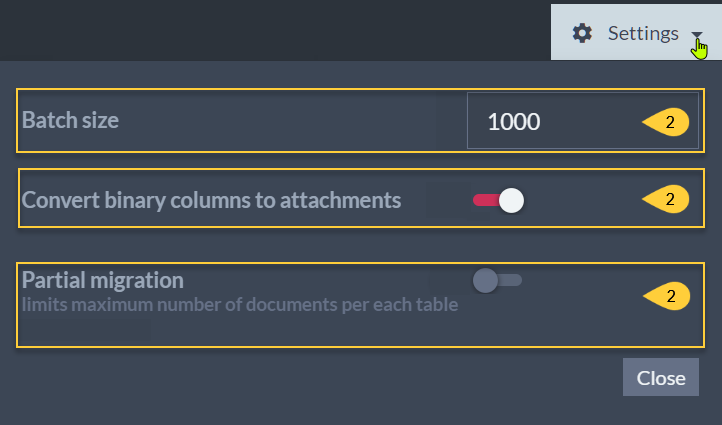 Settings
Batch size 1000 2
Convert binary columns to attachments 2
Partial migration
limits maximum number of documents per each table 2
Close